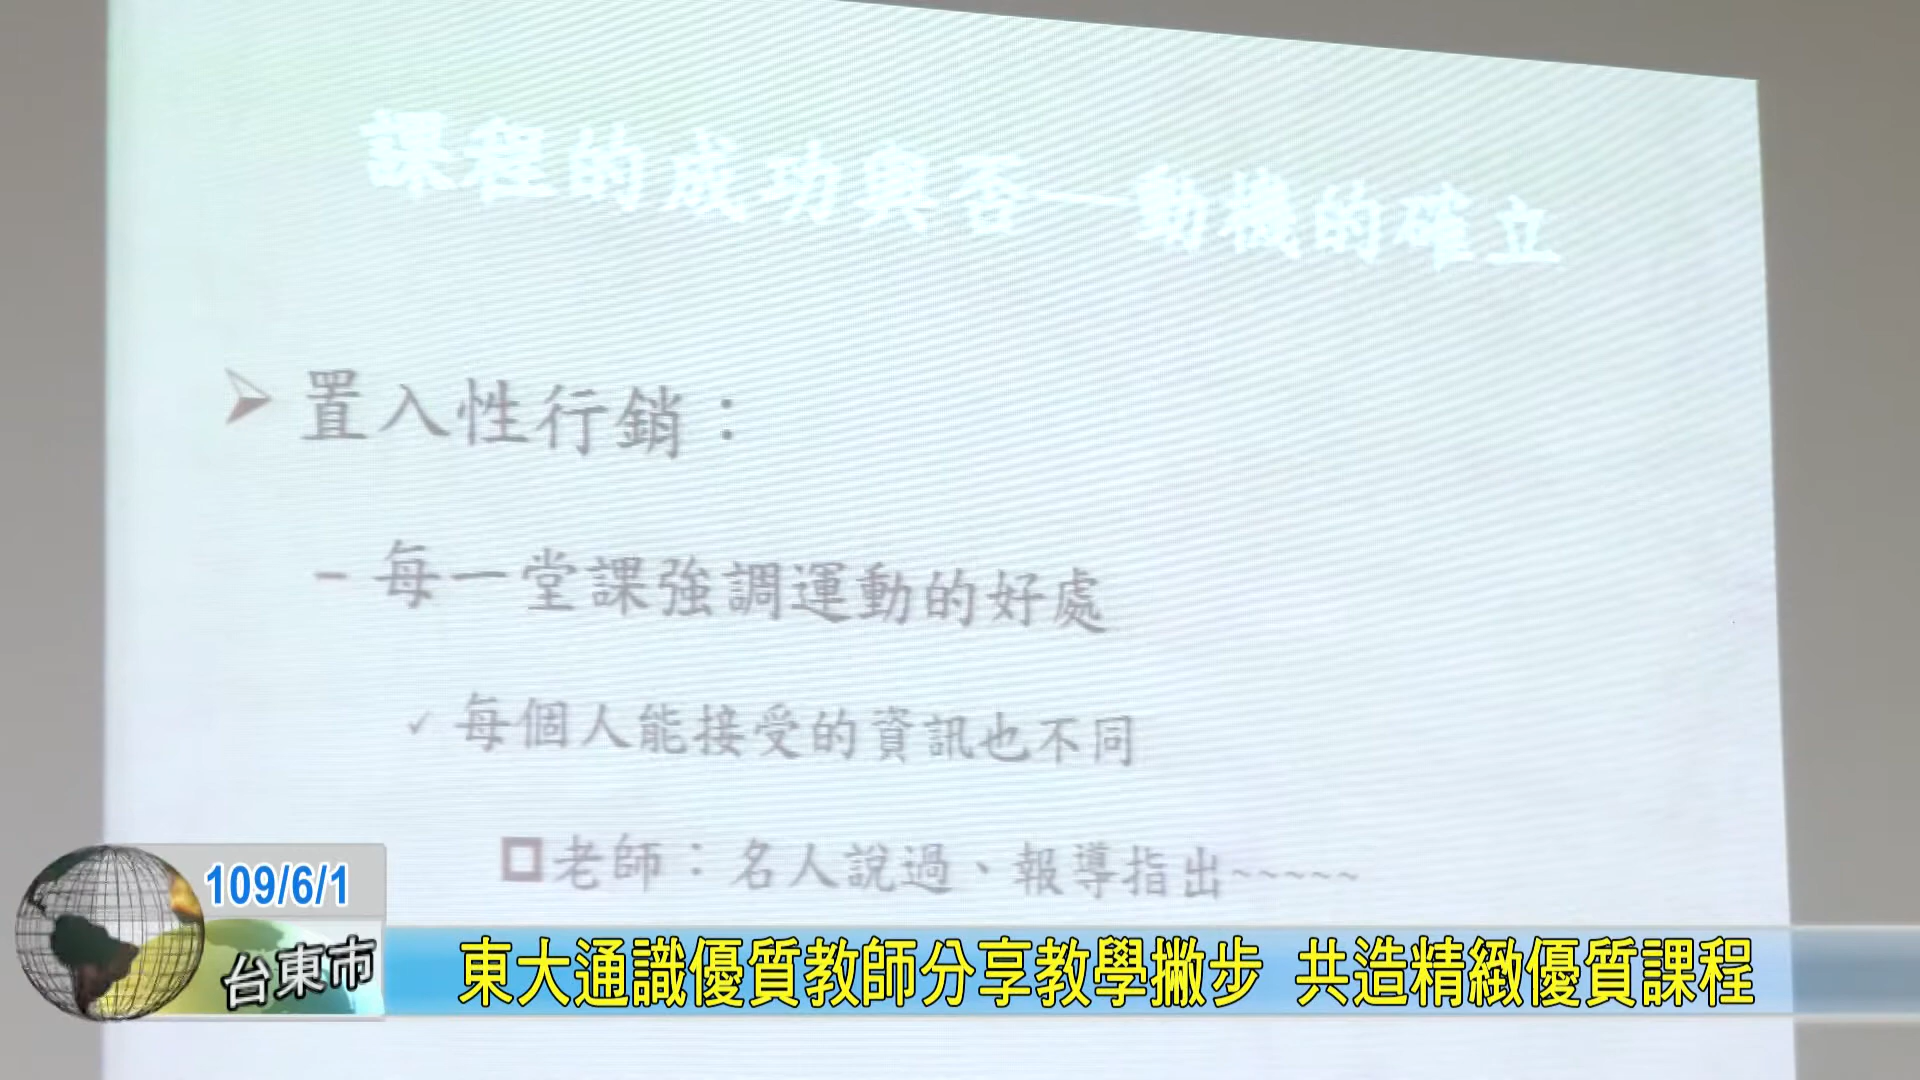 課程的成功與否—動機的確立
置入性行銷：
– 每一堂課強調運動的好處
✓ 每個人能接受的資訊也不同
老師：名人說過、報導指出~~~~~
109/6/1
台東市
東大通識優質教師分享教學撇步 共造精緻優質課程